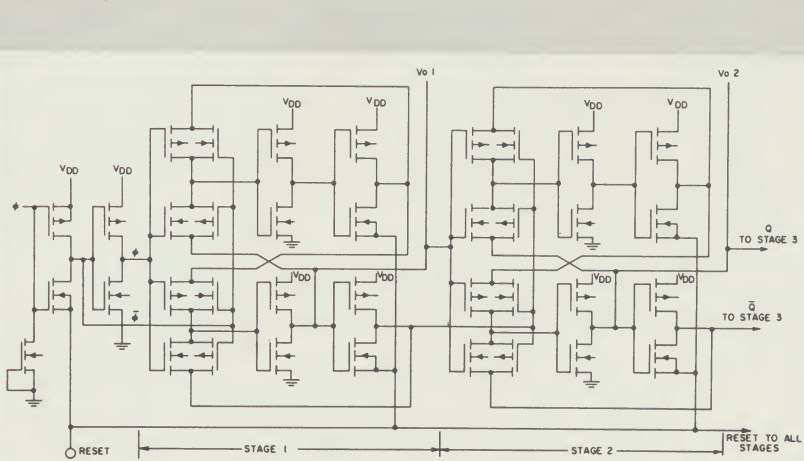 Vo 1
Vo 2
VDD
VDD
VDD
VDD
VDD
VDD
φ
φ
φ̅
VDD
VDD
VDD
VDD
Q
TO STAGE 3
Q̅
TO STAGE 3
RESET
STAGE 1
STAGE 2
RESET TO ALL
STAGES